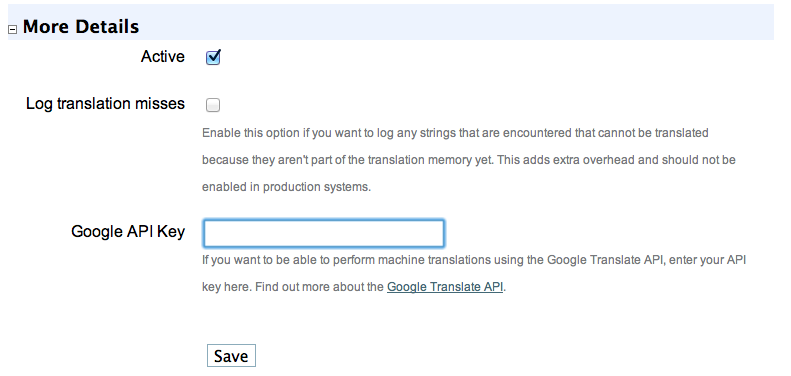 More Details
Active
Log translation misses
Enable this option if you want to log any strings that are encountered that cannot be translated
because they aren't part of the translation memory yet. This adds extra overhead and should not be
enabled in production systems.
Google API Key
If you want to be able to perform machine translations using the Google Translate API, enter your API
key here. Find out more about the Google Translate API.
Save